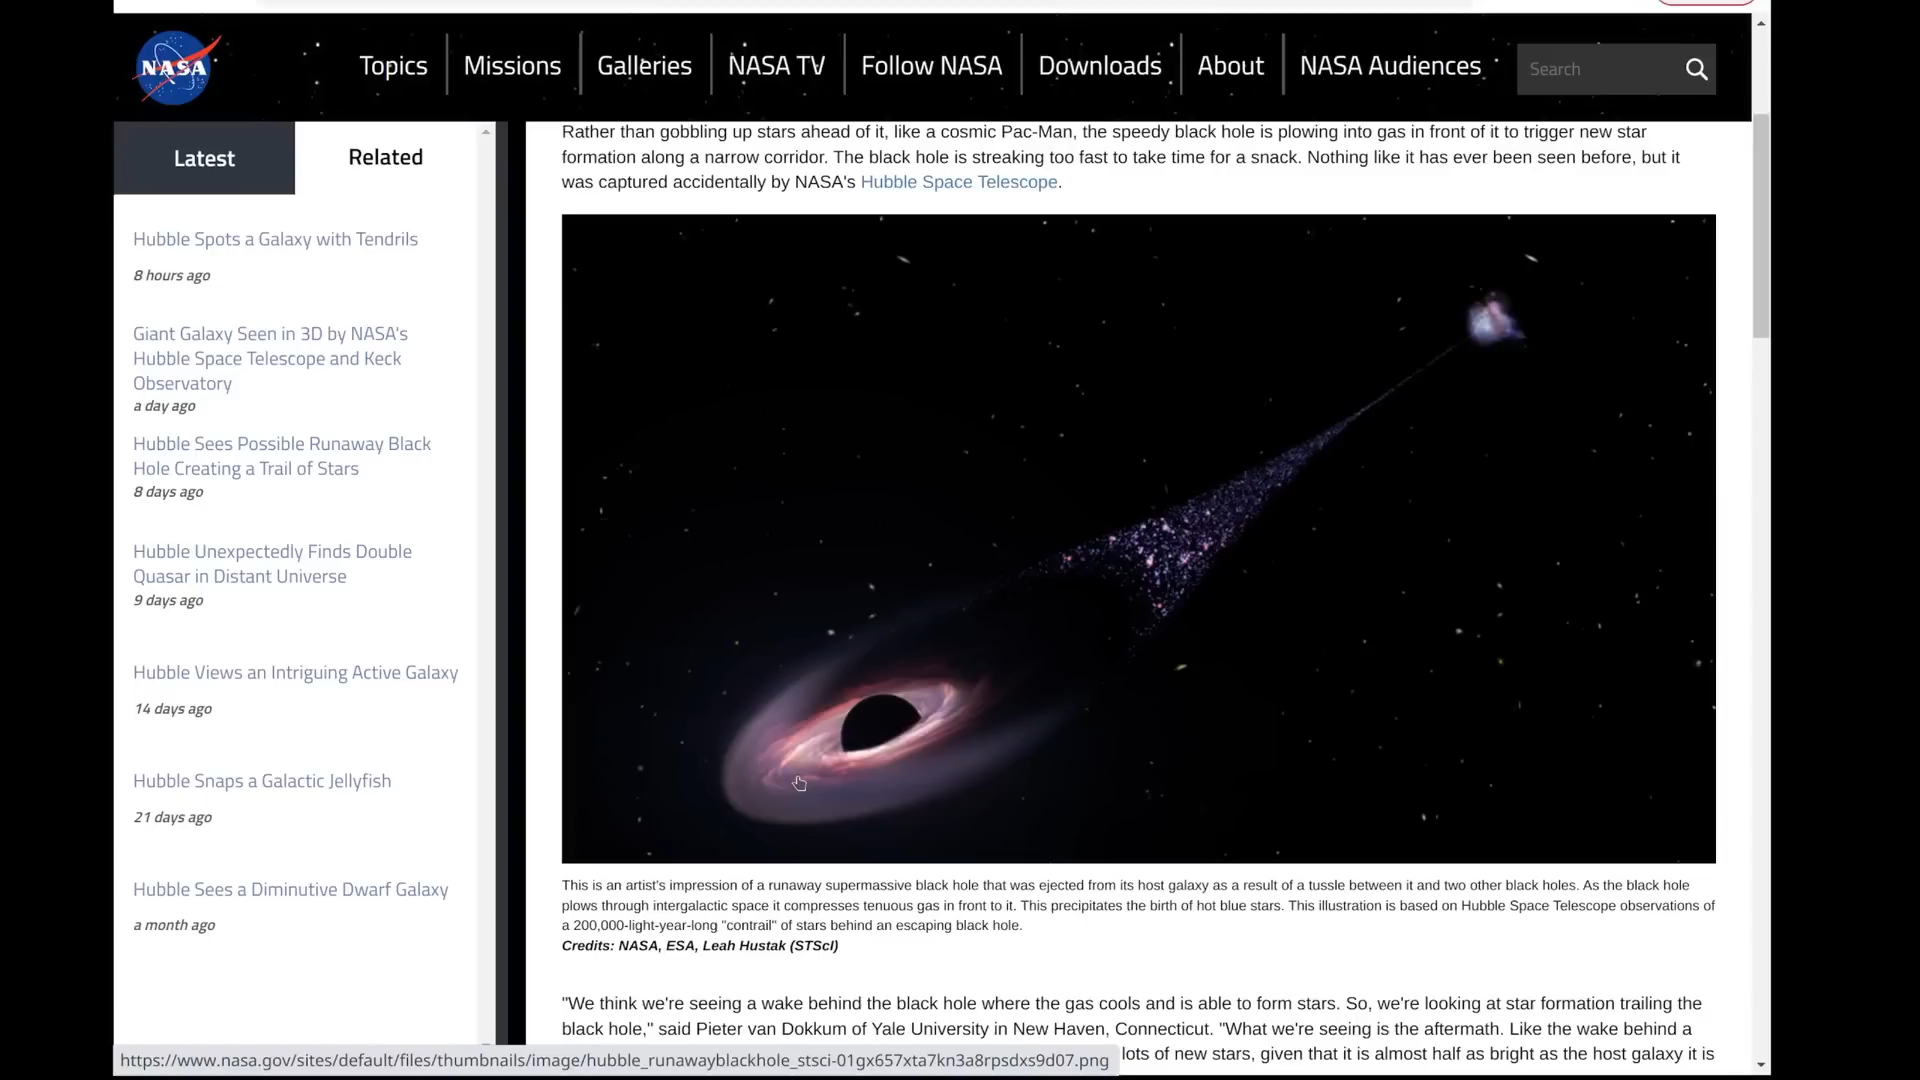 NASA
Topics
Missions
Galleries
NASA TV
Follow NASA
Downloads
About
NASA Audiences
Search
Latest
Related
Hubble Spots a Galaxy with Tendrils
8 hours ago
Giant Galaxy Seen in 3D by NASA's
Hubble Space Telescope and Keck
Observatory
a day ago
Hubble Sees Possible Runaway Black
Hole Creating a Trail of Stars
8 days ago
Hubble Unexpectedly Finds Double
Quasar in Distant Universe
9 days ago
Hubble Views an Intriguing Active Galaxy
14 days ago
Hubble Snaps a Galactic Jellyfish
21 days ago
Hubble Sees a Diminutive Dwarf Galaxy
a month ago
Rather than gobbling up stars ahead of it, like a cosmic Pac-Man, the speedy black hole is plowing into gas in front of it to trigger new star
formation along a narrow corridor. The black hole is streaking too fast to take time for a snack. Nothing like it has ever been seen before, but it
was captured accidentally by NASA's Hubble Space Telescope.
This is an artist's impression of a runaway supermassive black hole that was ejected from its host galaxy as a result of a tussle between it and two other black holes. As the black hole
plows through intergalactic space it compresses tenuous gas in front to it. This precipitates the birth of hot blue stars. This illustration is based on Hubble Space Telescope observations of
a 200,000-light-year-long "contrail" of stars behind an escaping black hole.
Credits: NASA, ESA, Leah Hustak (STScI)
"We think we're seeing a wake behind the black hole where the gas cools and is able to form stars. So, we're looking at star formation trailing the
black hole," said Pieter van Dokkum of Yale University in New Haven, Connecticut. "What we're seeing is the aftermath. Like the wake behind a
lots of new stars, given that it is almost half as bright as the host galaxy it is
https://www.nasa.gov/sites/default/files/thumbnails/image/hubble_runawayblackhole_stsci-01gx657xta7kn3a8rpsdxs9d07.png